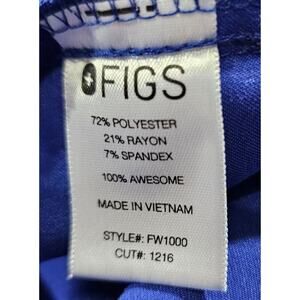 FIGS
72% POLYESTER
21% RAYON
7% SPANDEX
100% AWESOME
MADE IN VIETNAM
STYLE#: FW1000
CUT#: 1216